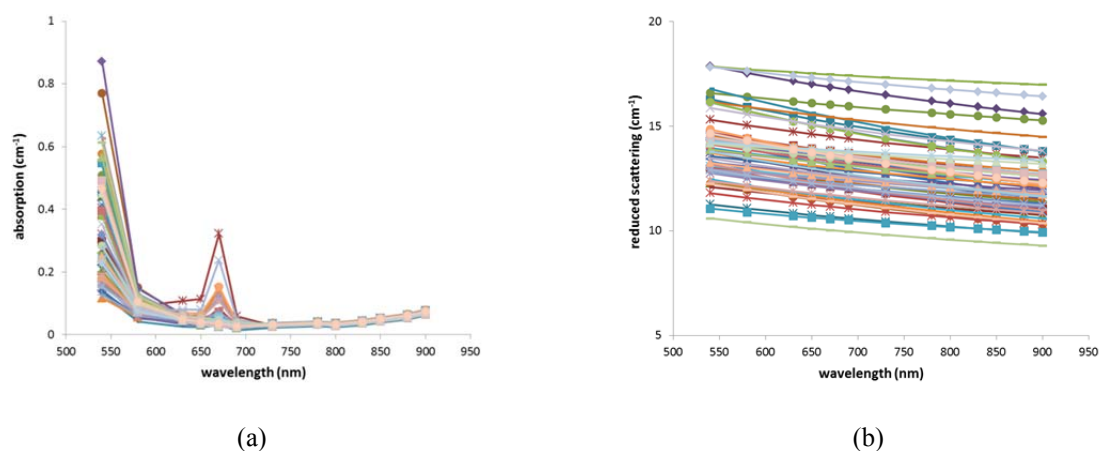 1
0.8
0.6
0.4
0.2
0
500 550 600 650 700 750 800 850 900 950
absorption (cm⁻¹)
wavelength (nm)
(a)
20
15
10
5
500 550 600 650 700 750 800 850 900 950
reduced scattering (cm⁻¹)
wavelength (nm)
(b)